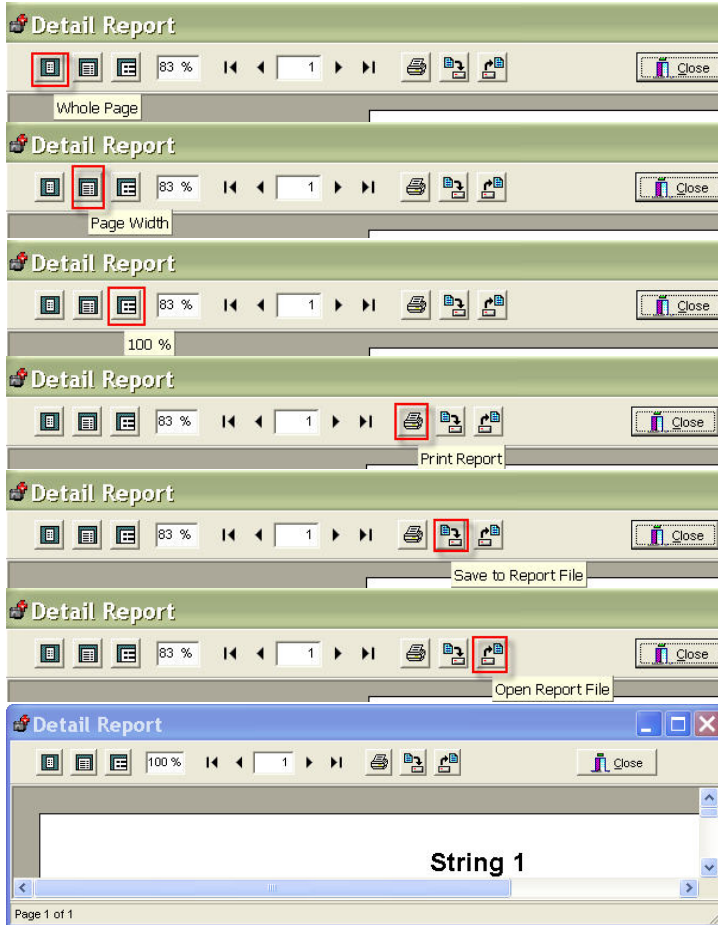 Detail Report
83 % 1 Close
Whole Page
Detail Report
83 % 1 Close
Page Width
Detail Report
83 % 1 Close
100 %
Detail Report
83 % 1 Close
Print Report
Detail Report
83 % 1 Close
Save to Report File
Detail Report
83 % 1 Close
Open Report File
Detail Report
100 % 1 Close
String 1
Page 1 of 1